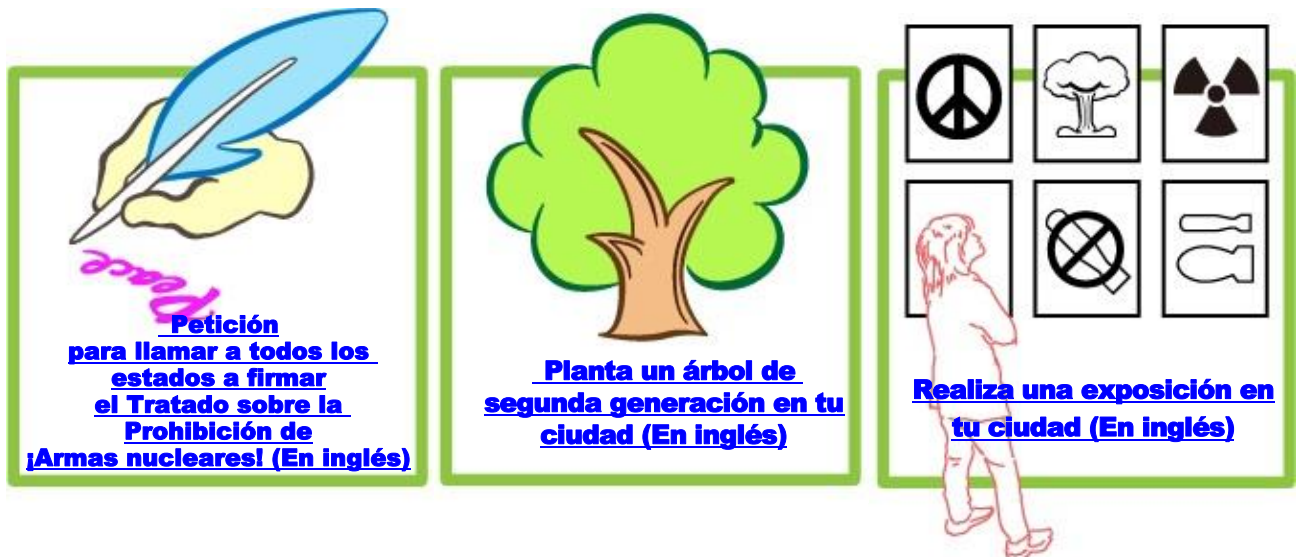 Peace
Petición
para llamar a todos los
estados a firmar
el Tratado sobre la
Prohibición de
¡Armas nucleares! (En inglés)
Planta un árbol de
segunda generación en tu
ciudad (En inglés)
Realiza una exposición en
tu ciudad (En inglés)